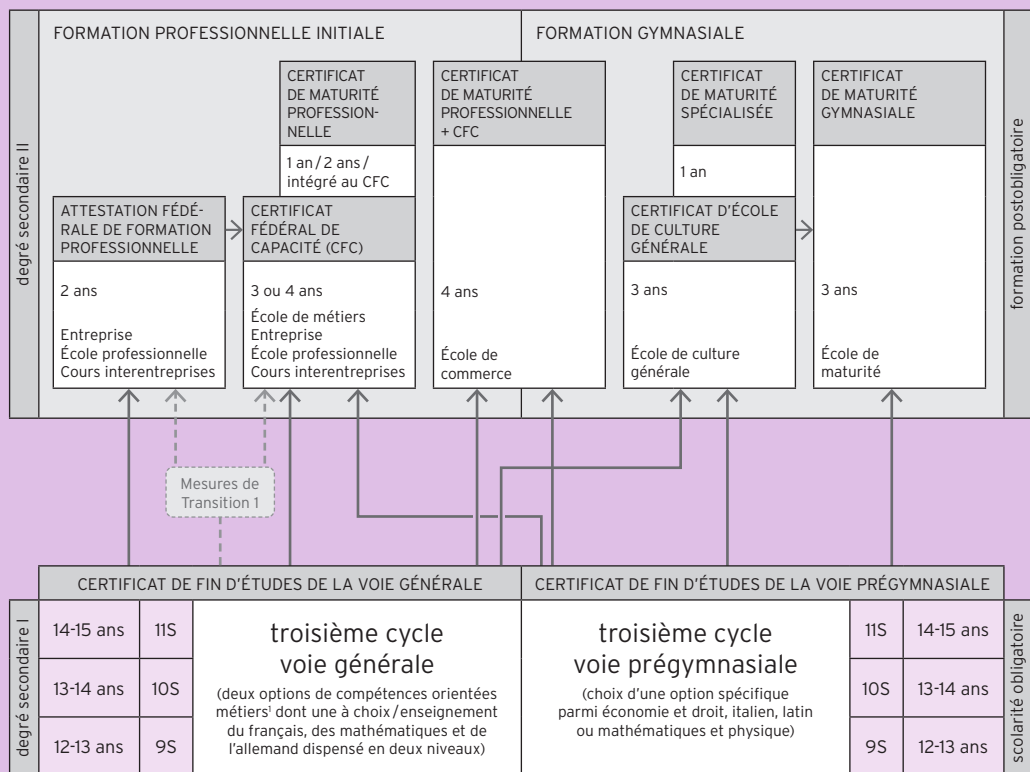 degré secondaire II
FORMATION PROFESSIONNELLE INITIALE
FORMATION GYMNASIALE
formation postobligatoire
CERTIFICAT
DE MATURITÉ
PROFESSION-
NELLE
1 an / 2 ans /
intégré au CFC
CERTIFICAT
DE MATURITÉ
PROFESSIONNELLE
+ CFC
4 ans
École de
commerce
CERTIFICAT
DE MATURITÉ
SPÉCIALISÉE
1 an
CERTIFICAT
DE MATURITÉ
GYMNASIALE
3 ans
École de
maturité
ATTESTATION FÉDÉ-
RALE DE FORMATION
PROFESSIONNELLE
2 ans
Entreprise
École professionnelle
Cours interentreprises
CERTIFICAT
FÉDÉRAL DE
CAPACITÉ (CFC)
3 ou 4 ans
École de métiers
Entreprise
École professionnelle
Cours interentreprises
CERTIFICAT D'ÉCOLE
DE CULTURE
GÉNÉRALE
3 ans
École de culture
générale
Mesures de
Transition 1
CERTIFICAT DE FIN D'ÉTUDES DE LA VOIE GÉNÉRALE
CERTIFICAT DE FIN D'ÉTUDES DE LA VOIE PRÉGYMNASIALE
degré secondaire I
14-15 ans 11S
13-14 ans 10S
12-13 ans 9S
troisième cycle
voie générale
(deux options de compétences orientées
métiers¹ dont une à choix / enseignement
du français, des mathématiques et de
l'allemand dispensé en deux niveaux)
troisième cycle
voie prégymnasiale
(choix d'une option spécifique
parmi économie et droit, italien, latin
ou mathématiques et physique)
11S 14-15 ans
10S 13-14 ans
9S 12-13 ans
scolarité obligatoire